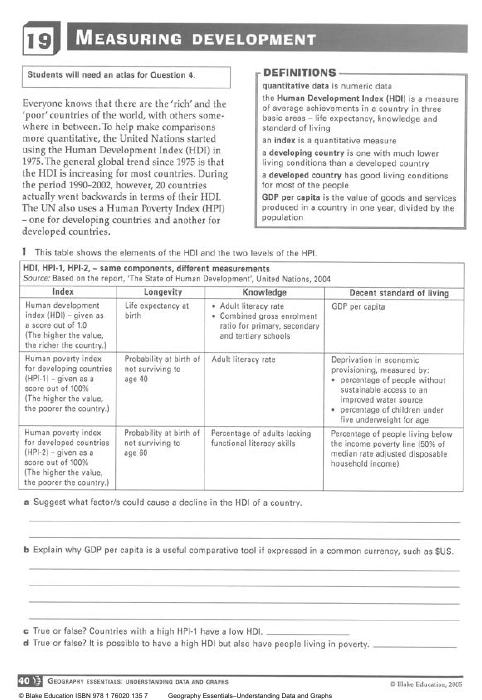 19
MEASURING DEVELOPMENT
Students will need an atlas for Question 4.
Everyone knows that there are the 'rich' and the
'poor' countries of the world, with others some-
where in between. To help make comparisons
more quantitative, the United Nations started
using the Human Development Index (HDI) in
1975. The general global trend since 1975 is that
the HDI is increasing for most countries. During
the period 1990–2002, however, 20 countries
actually went backwards in terms of their HDI.
The UN also uses a Human Poverty Index (HPI)
– one for developing countries and another for
developed countries.
DEFINITIONS
quantitative data is numeric data
the Human Development Index (HDI) is a measure
of average achievements in a country in three
basic areas – life expectancy, knowledge and
standard of living
an index is a quantitative measure
a developing country is one with much lower
living conditions than a developed country
a developed country has good living conditions
for most of the people
GDP per capita is the value of goods and services
produced in a country in one year, divided by the
population
1 This table shows the elements of the HDI and the two levels of the HPI.
HDI, HPI-1, HPI-2, – same components, different measurements
Source: Based on the report, 'The State of Human Development', United Nations, 2004
Index Longevity Knowledge Decent standard of living
Human development
index (HDI) – given as
a score out of 1.0
(The higher the value,
the richer the country.)
Life expectancy at
birth
• Adult literacy rate
• Combined gross enrolment
ratio for primary, secondary
and tertiary schools
GDP per capita
Human poverty index
for developing countries
(HPI-1) – given as a
score out of 100%
(The higher the value,
the poorer the country.)
Probability at birth of
not surviving to
age 40
Adult literacy rate
Deprivation in economic
provisioning, measured by:
• percentage of people without
sustainable access to an
improved water source
• percentage of children under
five underweight for age
Human poverty index
for developed countries
(HPI-2) – given as a
score out of 100%
(The higher the value,
the poorer the country.)
Probability at birth of
not surviving to
age 60
Percentage of adults lacking
functional literacy skills
Percentage of people living below
the income poverty line (50% of
median rate adjusted disposable
household income)
a Suggest what factor/s could cause a decline in the HDI of a country.
b Explain why GDP per capita is a useful comparative tool if expressed in a common currency, such as $US.
c True or false? Countries with a high HPI-1 have a low HDI.
d True or false? It is possible to have a high HDI but also have people living in poverty.
40 GEOGRAPHY ESSENTIALS: UNDERSTANDING DATA AND GRAPHS
© Blake Education, 2005
© Blake Education ISBN 978 1 76020 135 7 Geography Essentials–Understanding Data and Graphs